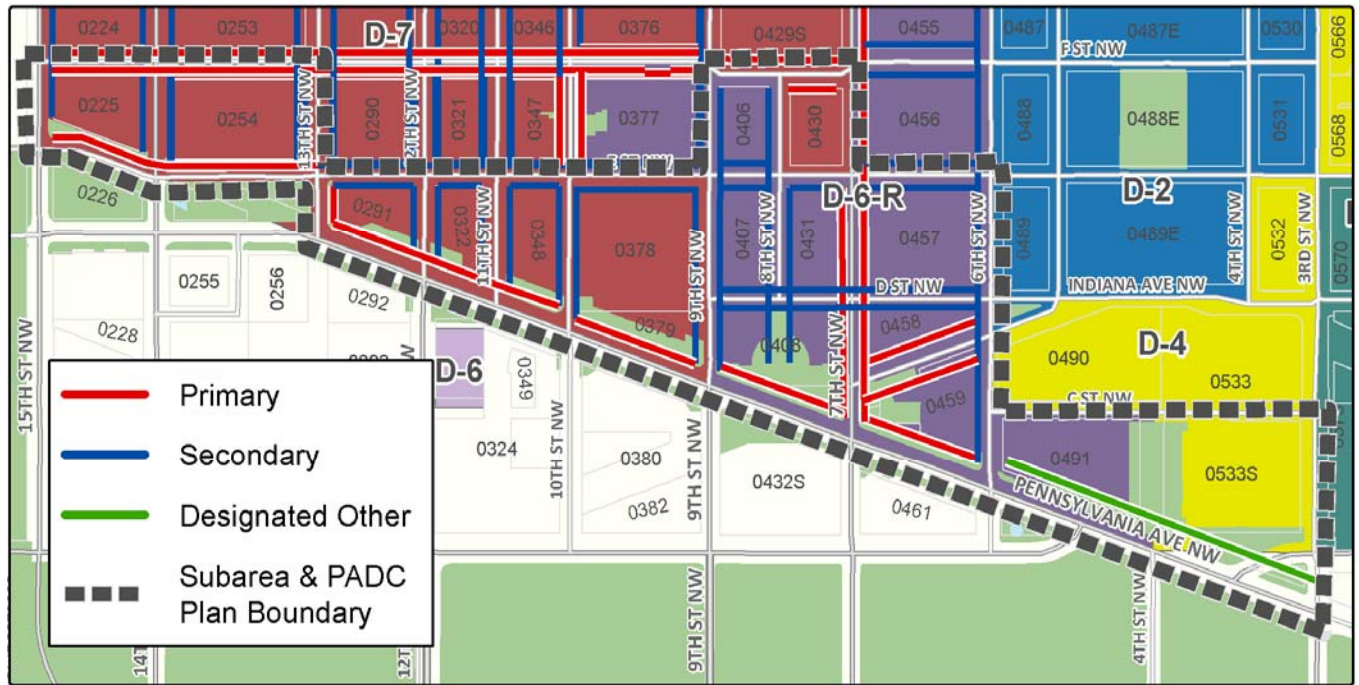 0224
0253
D-7
0320
0346
0376
0429S
0455
0487
0487E
0530
0566
F ST NW
0225
0254
13TH ST NW
0290
0321
0347
0377
0406
0430
0456
0488
0488E
0531
0568
0226
0291
0322
11TH ST NW
0348
0378
9TH ST NW
0407
8TH ST NW
0431
D-6-R
0457
6TH ST NW
0489
D-2
0489E
4TH ST NW
0532
3RD ST NW
0570
15TH ST NW
0255
0256
0292
D ST NW
INDIANA AVE NW
0228
0379
0408
7TH ST NW
0458
0490
D-4
0533
D-6
0349
0459
C ST NW
0324
10TH ST NW
0380
0382
9TH ST NW
0432S
0461
0491
0533S
PENNSYLVANIA AVE NW
Primary
Secondary
Designated Other
Subarea & PADC
Plan Boundary
9TH ST NW
4TH ST NW